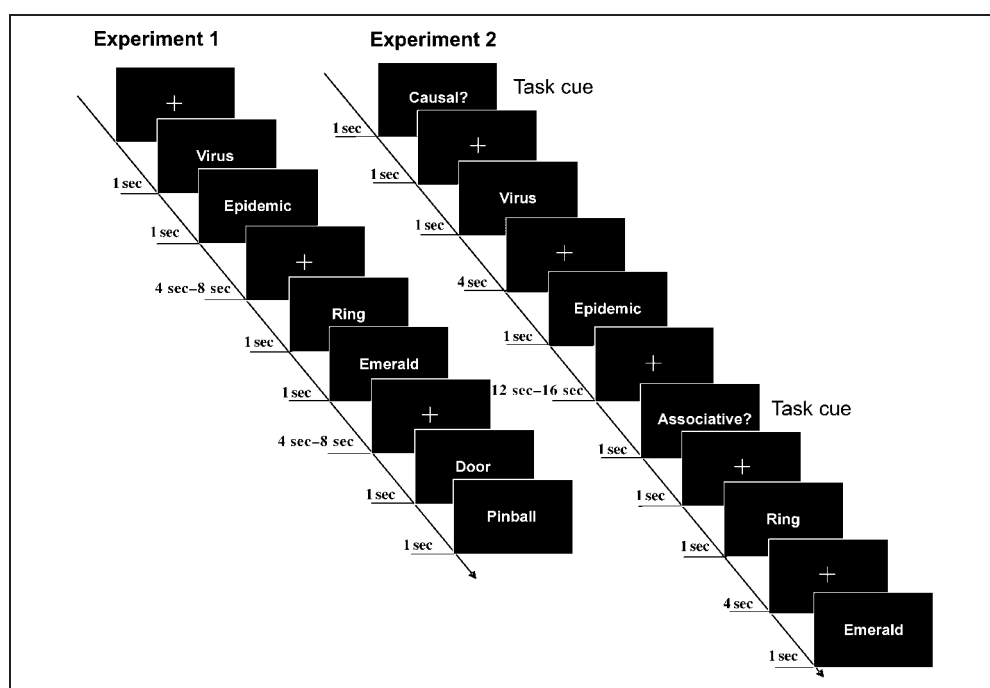 Experiment 1
Virus
1 sec
Epidemic
1 sec
4 sec–8 sec
Ring
1 sec
Emerald
1 sec
4 sec–8 sec
Door
1 sec
Pinball
1 sec
Experiment 2
Causal?
Task cue
1 sec
1 sec
Virus
1 sec
4 sec
Epidemic
1 sec
12 sec–16 sec
Associative?
Task cue
1 sec
1 sec
Ring
1 sec
4 sec
Emerald
1 sec